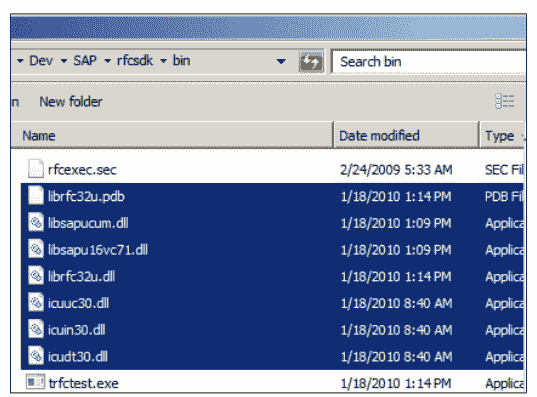 Dev SAP rfcsdk bin Search bin
n New folder
Name Date modified Type
rfcexec.sec 2/24/2009 5:33 AM SEC Fil
librfc32u.pdb 1/18/2010 1:14 PM PDB Fil
libsapucum.dll 1/18/2010 1:09 PM Applica
libsapu16vc71.dll 1/18/2010 1:09 PM Applica
librfc32u.dll 1/18/2010 1:14 PM Applica
icuuc30.dll 1/18/2010 8:40 AM Applica
icuin30.dll 1/18/2010 8:40 AM Applica
icudt30.dll 1/18/2010 8:40 AM Applica
trfctest.exe 1/18/2010 1:14 PM Applica